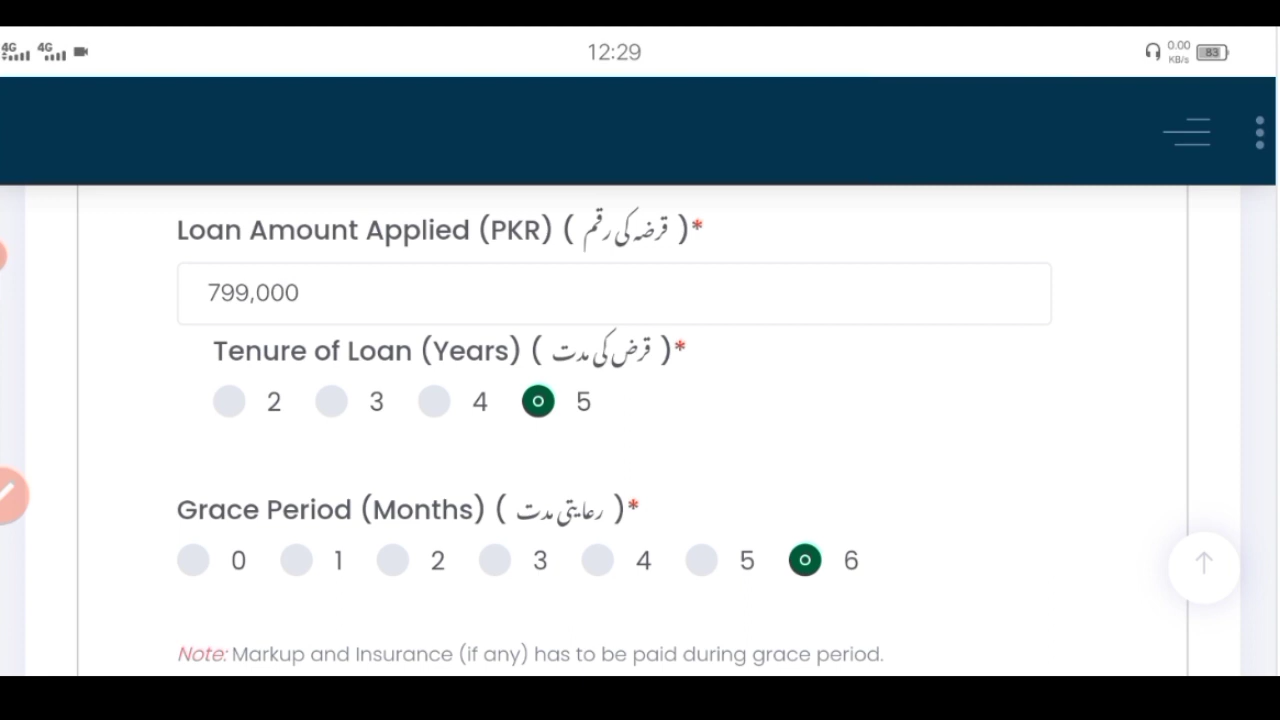 4G 4G 12:29 0.00 KB/s 83
Loan Amount Applied (PKR) ( قرضہ کی رقم )*
799,000
Tenure of Loan (Years) ( قرض کی مدت )*
2 3 4 5
Grace Period (Months) ( رعایتی مدت )*
0 1 2 3 4 5 6
Note: Markup and Insurance (if any) has to be paid during grace period.